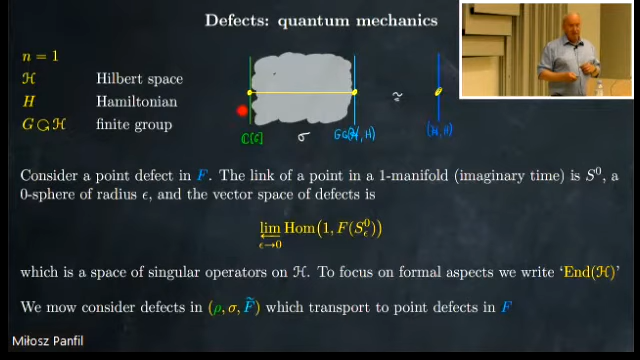 Defects: quantum mechanics
n = 1
ℋ Hilbert space
H Hamiltonian
G ⟳ ℋ finite group
ℂ[G] σ G⟳(ℋ, H) ≃ (ℋ, H)
Consider a point defect in F. The link of a point in a 1-manifold (imaginary time) is S⁰, a
0-sphere of radius ϵ, and the vector space of defects is
lim Hom(1, F(S⁰_ϵ))
ϵ→0
which is a space of singular operators on ℋ. To focus on formal aspects we write ‘End(ℋ)’
We mow consider defects in (ρ, σ, F̃) which transport to point defects in F
Miłosz Panfil